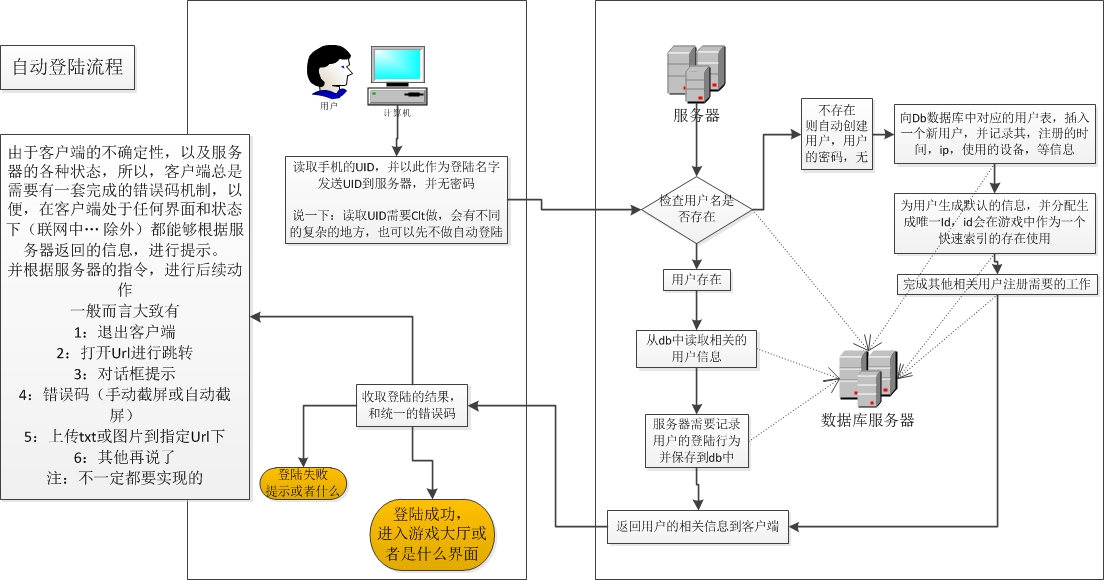 自动登陆流程
由于客户端的不确定性，以及服务
器的各种状态，所以，客户端总是
需要有一套完成的错误码机制，以
便，在客户端处于任何界面和状态
下（联网中… 除外）都能够根据服
务器返回的信息，进行提示。
并根据服务器的指令，进行后续动
作
一般而言大致有
1：退出客户端
2：打开Url进行跳转
3：对话框提示
4：错误码（手动截屏或自动截
屏）
5：上传txt或图片到指定Url下
6：其他再说了
注：不一定都要实现的
用户
计算机
读取手机的UID，并以此作为登陆名字
发送UID到服务器，并无密码
说一下：读取UID需要Clt做，会有不同
的复杂的地方，也可以先不做自动登陆
收取登陆的结果，
和统一的错误码
登陆失败
提示或者什么
登陆成功，
进入游戏大厅或
者是什么界面
服务器
检查用户名是
否存在
用户存在
从db中读取相关的
用户信息
服务器需要记录
用户的登陆行为
并保存到db中
返回用户的相关信息到客户端
不存在
则自动创建
用户，用户
的密码，无
向Db数据库中对应的用户表，插入
一个新用户，并记录其，注册的时
间，ip，使用的设备，等信息
为用户生成默认的信息，并分配生
成唯一Id，id会在游戏中作为一个
快速索引的存在使用
完成其他相关用户注册需要的工作
数据库服务器